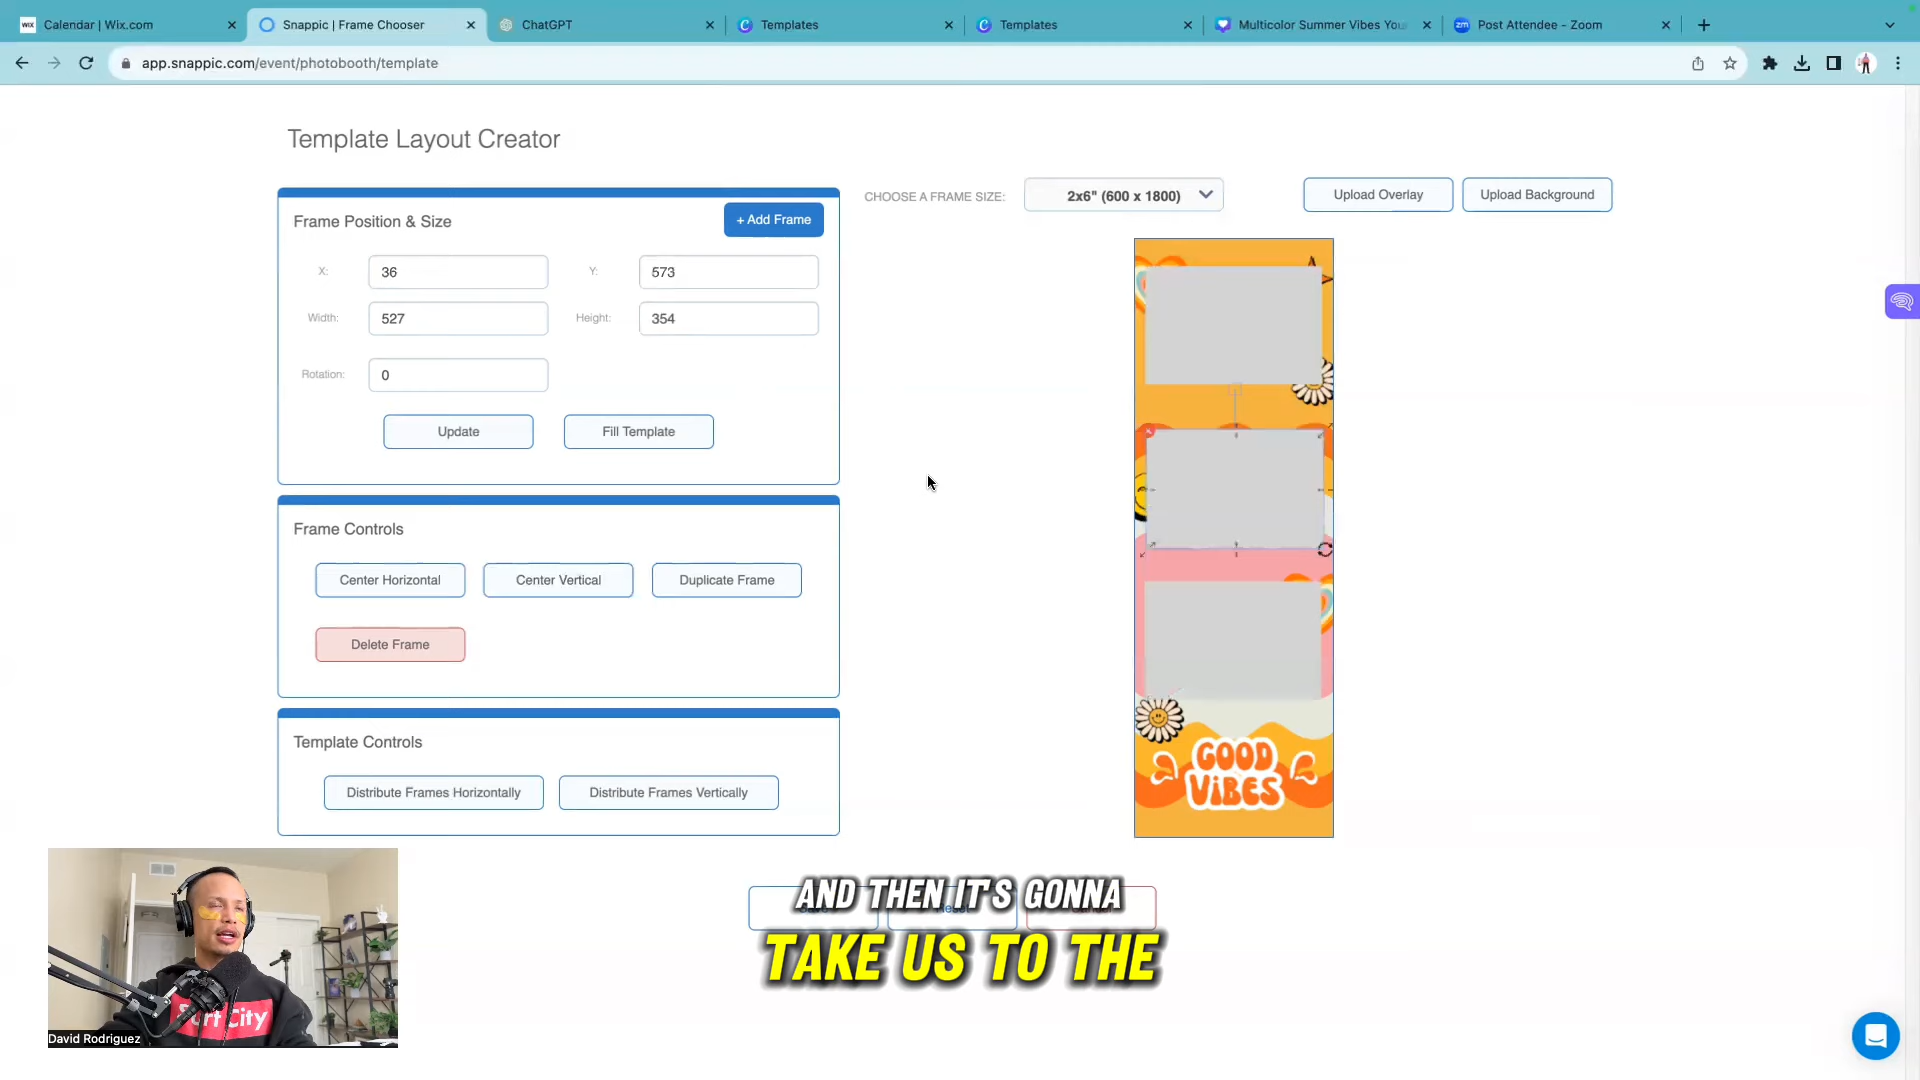 WIX Calendar | Wix.com
Snappic | Frame Chooser
ChatGPT
Templates
Templates
Multicolor Summer Vibes You
zm Post Attendee - Zoom
app.snappic.com/event/photobooth/template
Template Layout Creator
Frame Position & Size
+ Add Frame
X: 36
Y: 573
Width: 527
Height: 354
Rotation: 0
Update
Fill Template
Frame Controls
Center Horizontal
Center Vertical
Duplicate Frame
Delete Frame
Template Controls
Distribute Frames Horizontally
Distribute Frames Vertically
CHOOSE A FRAME SIZE:
2x6" (600 x 1800)
Upload Overlay
Upload Background
GOOD
VIBES
AND THEN IT'S GONNA
TAKE US TO THE
Reset
City
David Rodriguez